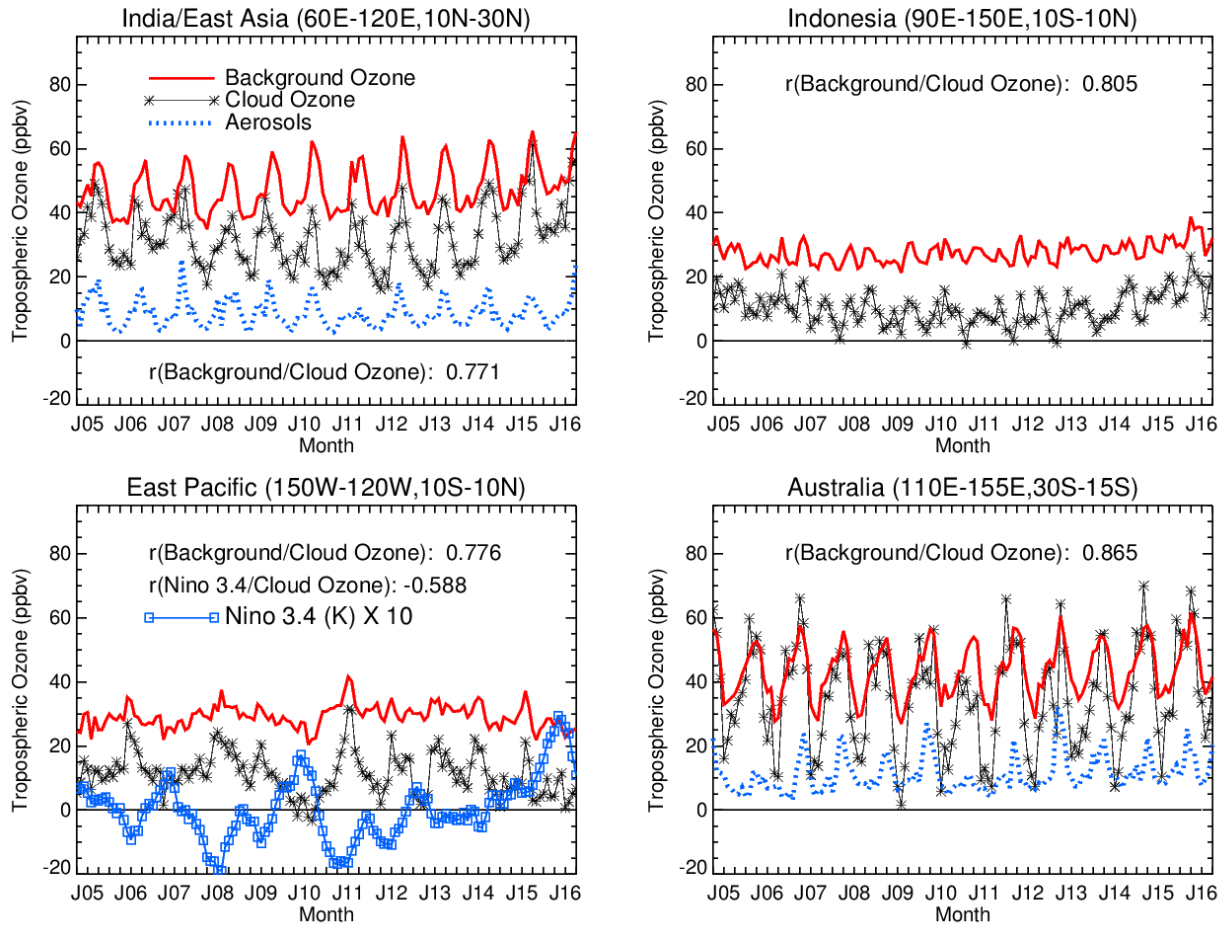 India/East Asia (60E-120E,10N-30N)
Tropospheric Ozone (ppbv)
80
60
40
20
0
-20
Background Ozone
Cloud Ozone
Aerosols
r(Background/Cloud Ozone): 0.771
J05 J06 J07 J08 J09 J10 J11 J12 J13 J14 J15 J16
Month
Indonesia (90E-150E,10S-10N)
Tropospheric Ozone (ppbv)
80
60
40
20
0
-20
r(Background/Cloud Ozone): 0.805
J05 J06 J07 J08 J09 J10 J11 J12 J13 J14 J15 J16
Month
East Pacific (150W-120W,10S-10N)
Tropospheric Ozone (ppbv)
80
60
40
20
0
-20
r(Background/Cloud Ozone): 0.776
r(Nino 3.4/Cloud Ozone): -0.588
Nino 3.4 (K) X 10
J05 J06 J07 J08 J09 J10 J11 J12 J13 J14 J15 J16
Month
Australia (110E-155E,30S-15S)
Tropospheric Ozone (ppbv)
80
60
40
20
0
-20
r(Background/Cloud Ozone): 0.865
J05 J06 J07 J08 J09 J10 J11 J12 J13 J14 J15 J16
Month